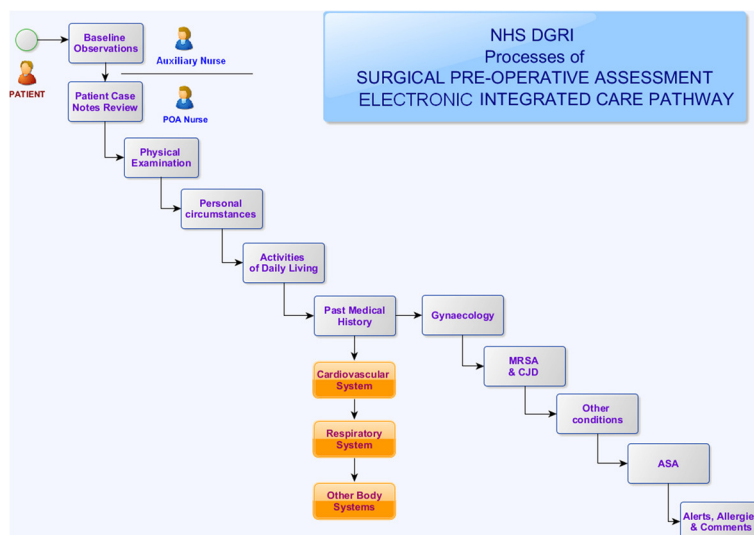 NHS DGRI
Processes of
SURGICAL PRE-OPERATIVE ASSESSMENT
ELECTRONIC INTEGRATED CARE PATHWAY
Baseline
Observations
Auxiliary Nurse
PATIENT
Patient Case
Notes Review
POA Nurse
Physical
Examination
Personal
circumstances
Activities
of Daily Living
Past Medical
History
Gynaecology
Cardiovascular
System
MRSA
& CJD
Respiratory
System
Other
conditions
ASA
Other Body
Systems
Alerts, Allergie
& Comments